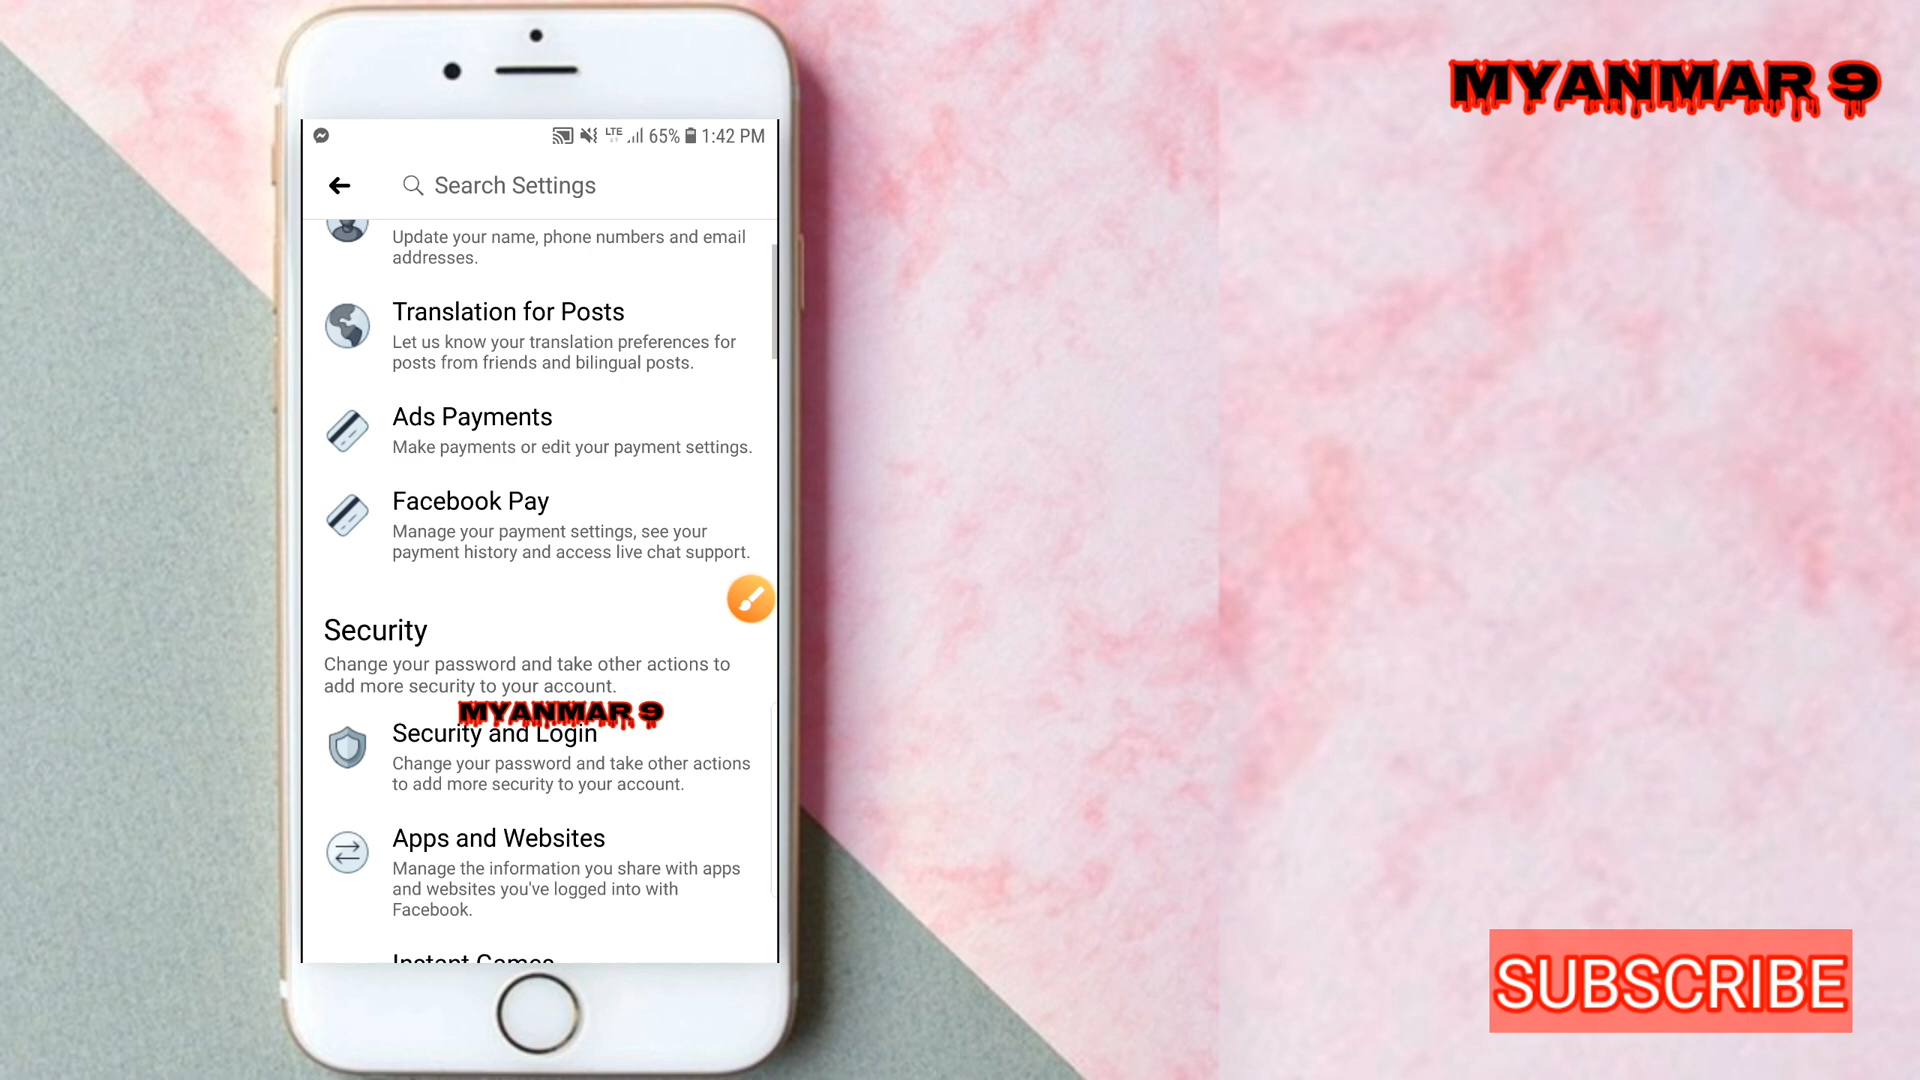 MYANMAR 9
LTE 65% 1:42 PM
Search Settings
Update your name, phone numbers and email
addresses.
Translation for Posts
Let us know your translation preferences for
posts from friends and bilingual posts.
Ads Payments
Make payments or edit your payment settings.
Facebook Pay
Manage your payment settings, see your
payment history and access live chat support.
Security
Change your password and take other actions to
add more security to your account.
MYANMAR 9
Security and Login
Change your password and take other actions
to add more security to your account.
Apps and Websites
Manage the information you share with apps
and websites you've logged into with
Facebook.
Instant Games
SUBSCRIBE